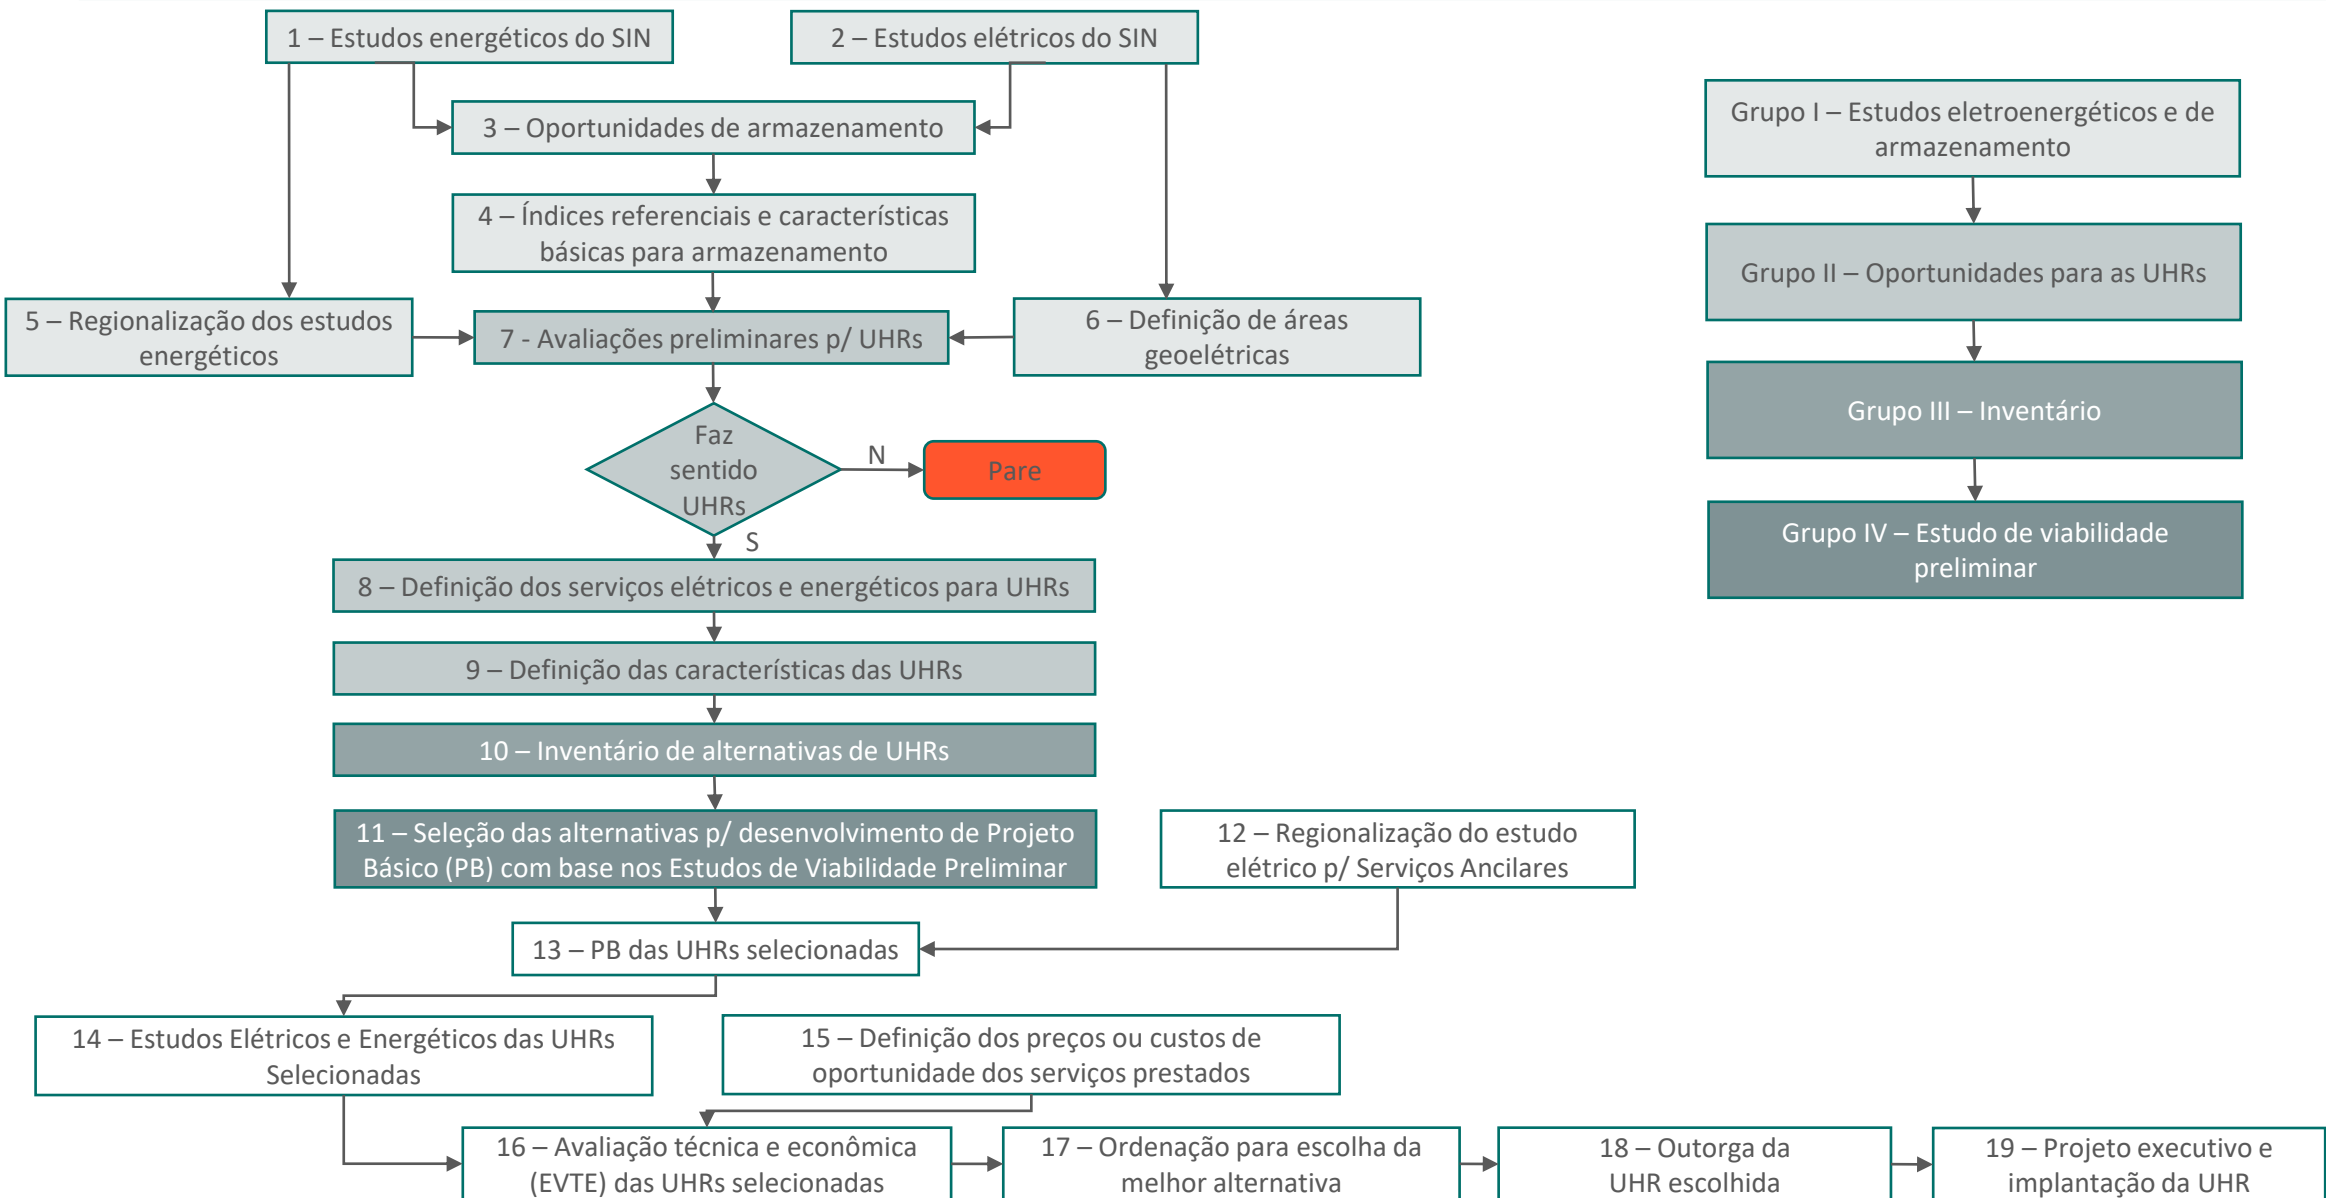 1 – Estudos energéticos do SIN
2 – Estudos elétricos do SIN
3 – Oportunidades de armazenamento
4 – Índices referenciais e características
básicas para armazenamento
5 – Regionalização dos estudos
energéticos
7 - Avaliações preliminares p/ UHRs
6 – Definição de áreas
geoelétricas
Faz
sentido
UHRs
N
Pare
S
8 – Definição dos serviços elétricos e energéticos para UHRs
9 – Definição das características das UHRs
10 – Inventário de alternativas de UHRs
11 – Seleção das alternativas p/ desenvolvimento de Projeto
Básico (PB) com base nos Estudos de Viabilidade Preliminar
12 – Regionalização do estudo
elétrico p/ Serviços Ancilares
13 – PB das UHRs selecionadas
14 – Estudos Elétricos e Energéticos das UHRs
Selecionadas
15 – Definição dos preços ou custos de
oportunidade dos serviços prestados
16 – Avaliação técnica e econômica
(EVTE) das UHRs selecionadas
17 – Ordenação para escolha da
melhor alternativa
18 – Outorga da
UHR escolhida
19 – Projeto executivo e
implantação da UHR
Grupo I – Estudos eletroenergéticos e de
armazenamento
Grupo II – Oportunidades para as UHRs
Grupo III – Inventário
Grupo IV – Estudo de viabilidade
preliminar